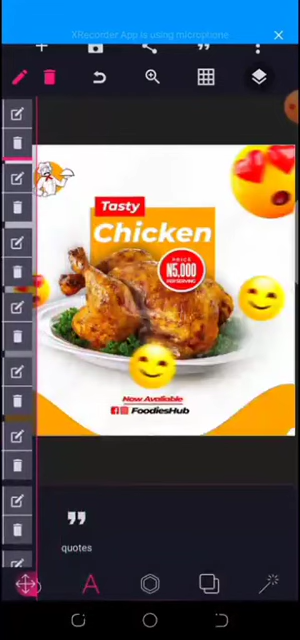 XRecorder App is using microphone
Tasty
Chicken
PRICE
₦5,000
PER SERVING
Now Available
FoodiesHub
quotes